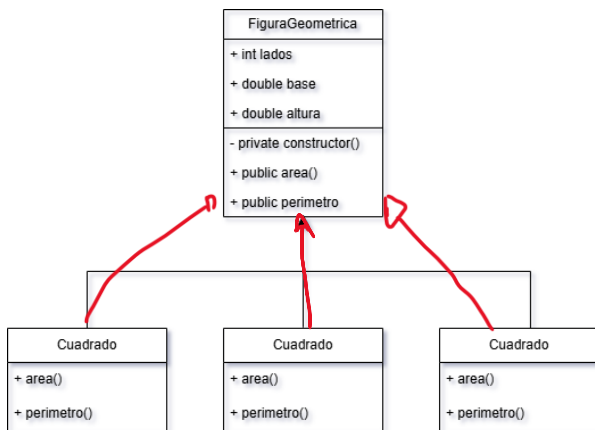 FiguraGeometrica
+ int lados
+ double base
+ double altura
- private constructor()
+ public area()
+ public perimetro
Cuadrado
+ area()
+ perimetro()
Cuadrado
+ area()
+ perimetro()
Cuadrado
+ area()
+ perimetro()